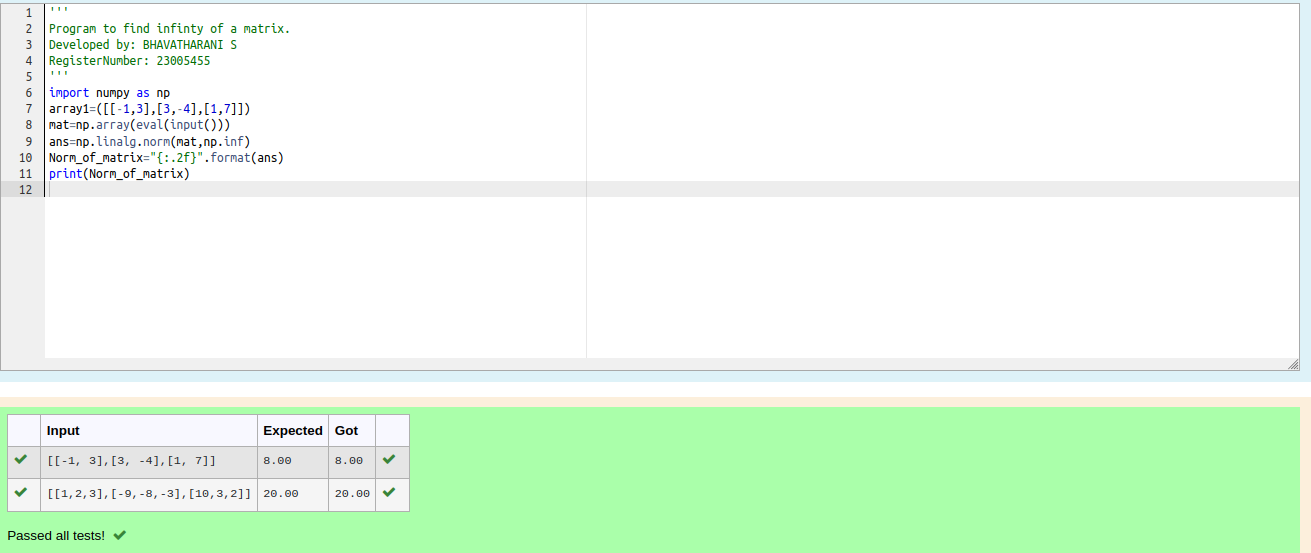 1 '''
2 Program to find infinty of a matrix.
3 Developed by: BHAVATHARANI S
4 RegisterNumber: 23005455
5 '''
6 import numpy as np
7 array1=([[-1,3],[3,-4],[1,7]])
8 mat=np.array(eval(input()))
9 ans=np.linalg.norm(mat,np.inf)
10 Norm_of_matrix="{:.2f}".format(ans)
11 print(Norm_of_matrix)
12
Input Expected Got
[[-1, 3],[3, -4],[1, 7]] 8.00 8.00
[[1,2,3],[-9,-8,-3],[10,3,2]] 20.00 20.00
Passed all tests!